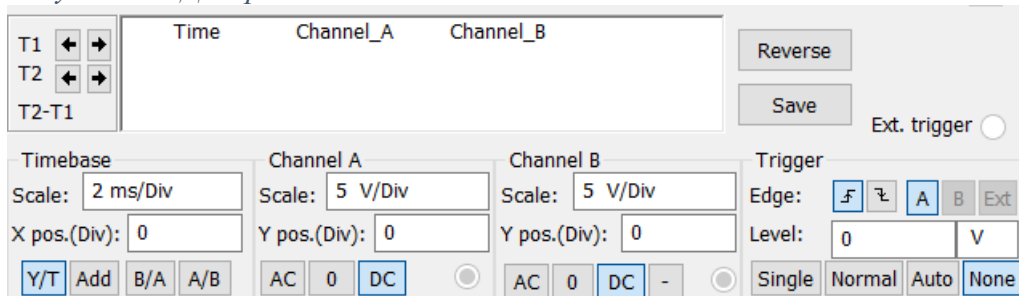 Time Channel_A Channel_B
T1
T2
T2-T1
Reverse
Save
Ext. trigger
Timebase
Scale: 2 ms/Div
X pos.(Div): 0
Y/T Add B/A A/B
Channel A
Scale: 5 V/Div
Y pos.(Div): 0
AC 0 DC
Channel B
Scale: 5 V/Div
Y pos.(Div): 0
AC 0 DC -
Trigger
Edge: A B Ext
Level: 0 V
Single Normal Auto None